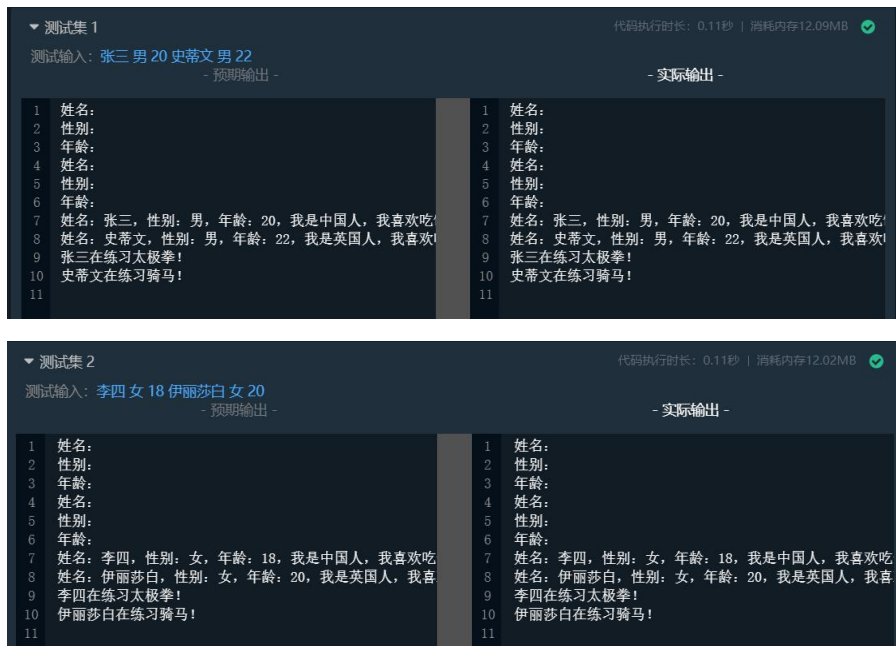 测试集 1
代码执行时长：0.11秒 | 消耗内存12.09MB
测试输入：张三 男 20 史蒂文 男 22
- 预期输出 -
- 实际输出 -
1 姓名：
2 性别：
3 年龄：
4 姓名：
5 性别：
6 年龄：
7 姓名：张三，性别：男，年龄：20，我是中国人，我喜欢吃
8 姓名：史蒂文，性别：男，年龄：22，我是英国人，我喜欢
9 张三在练习太极拳！
10 史蒂文在练习骑马！
11
1 姓名：
2 性别：
3 年龄：
4 姓名：
5 性别：
6 年龄：
7 姓名：张三，性别：男，年龄：20，我是中国人，我喜欢吃
8 姓名：史蒂文，性别：男，年龄：22，我是英国人，我喜欢
9 张三在练习太极拳！
10 史蒂文在练习骑马！
11
测试集 2
代码执行时长：0.11秒 | 消耗内存12.02MB
测试输入：李四 女 18 伊丽莎白 女 20
- 预期输出 -
- 实际输出 -
1 姓名：
2 性别：
3 年龄：
4 姓名：
5 性别：
6 年龄：
7 姓名：李四，性别：女，年龄：18，我是中国人，我喜欢吃
8 姓名：伊丽莎白，性别：女，年龄：20，我是英国人，我喜
9 李四在练习太极拳！
10 伊丽莎白在练习骑马！
11
1 姓名：
2 性别：
3 年龄：
4 姓名：
5 性别：
6 年龄：
7 姓名：李四，性别：女，年龄：18，我是中国人，我喜欢吃
8 姓名：伊丽莎白，性别：女，年龄：20，我是英国人，我喜
9 李四在练习太极拳！
10 伊丽莎白在练习骑马！
11